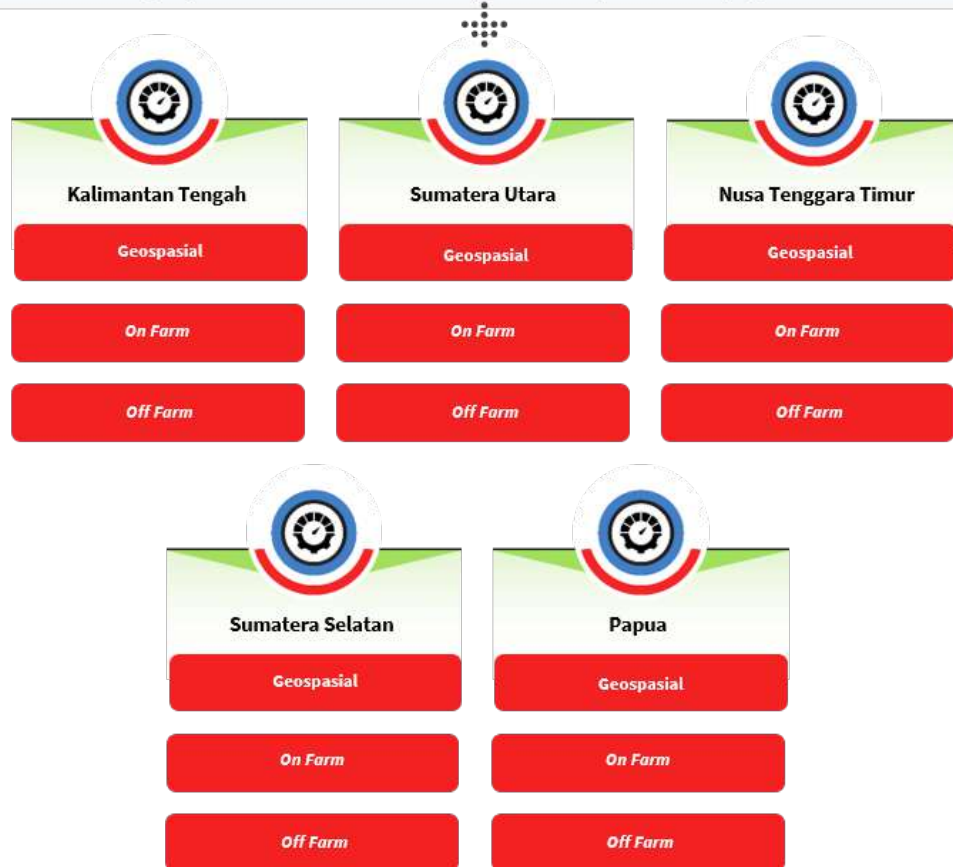 Kalimantan Tengah
Sumatera Utara
Nusa Tenggara Timur
Geospasial
Geospasial
Geospasial
On Farm
On Farm
On Farm
Off Farm
Off Farm
Off Farm
Sumatera Selatan
Papua
Geospasial
Geospasial
On Farm
On Farm
Off Farm
Off Farm